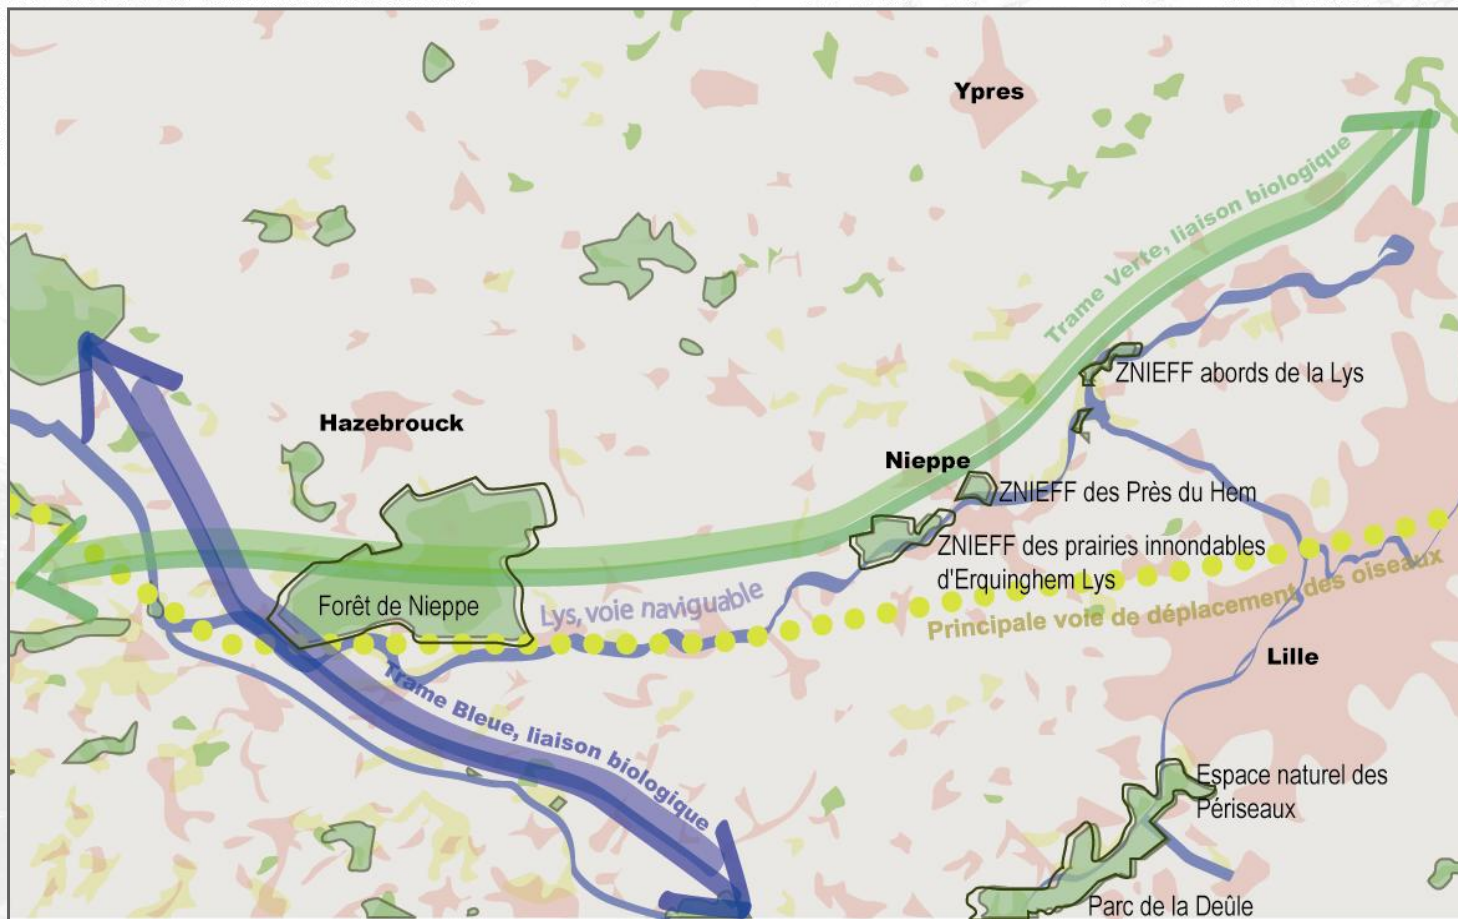 Ypres
Trame Verte, liaison biologique
ZNIEFF abords de la Lys
Hazebrouck
Nieppe
ZNIEFF des Près du Hem
ZNIEFF des prairies innondables
d'Erquinghem Lys
Forêt de Nieppe
Lys, voie naviguable
Principale voie de déplacement des oiseaux
Lille
Trame Bleue, liaison biologique
Espace naturel des
Périseaux
Parc de la Deûle